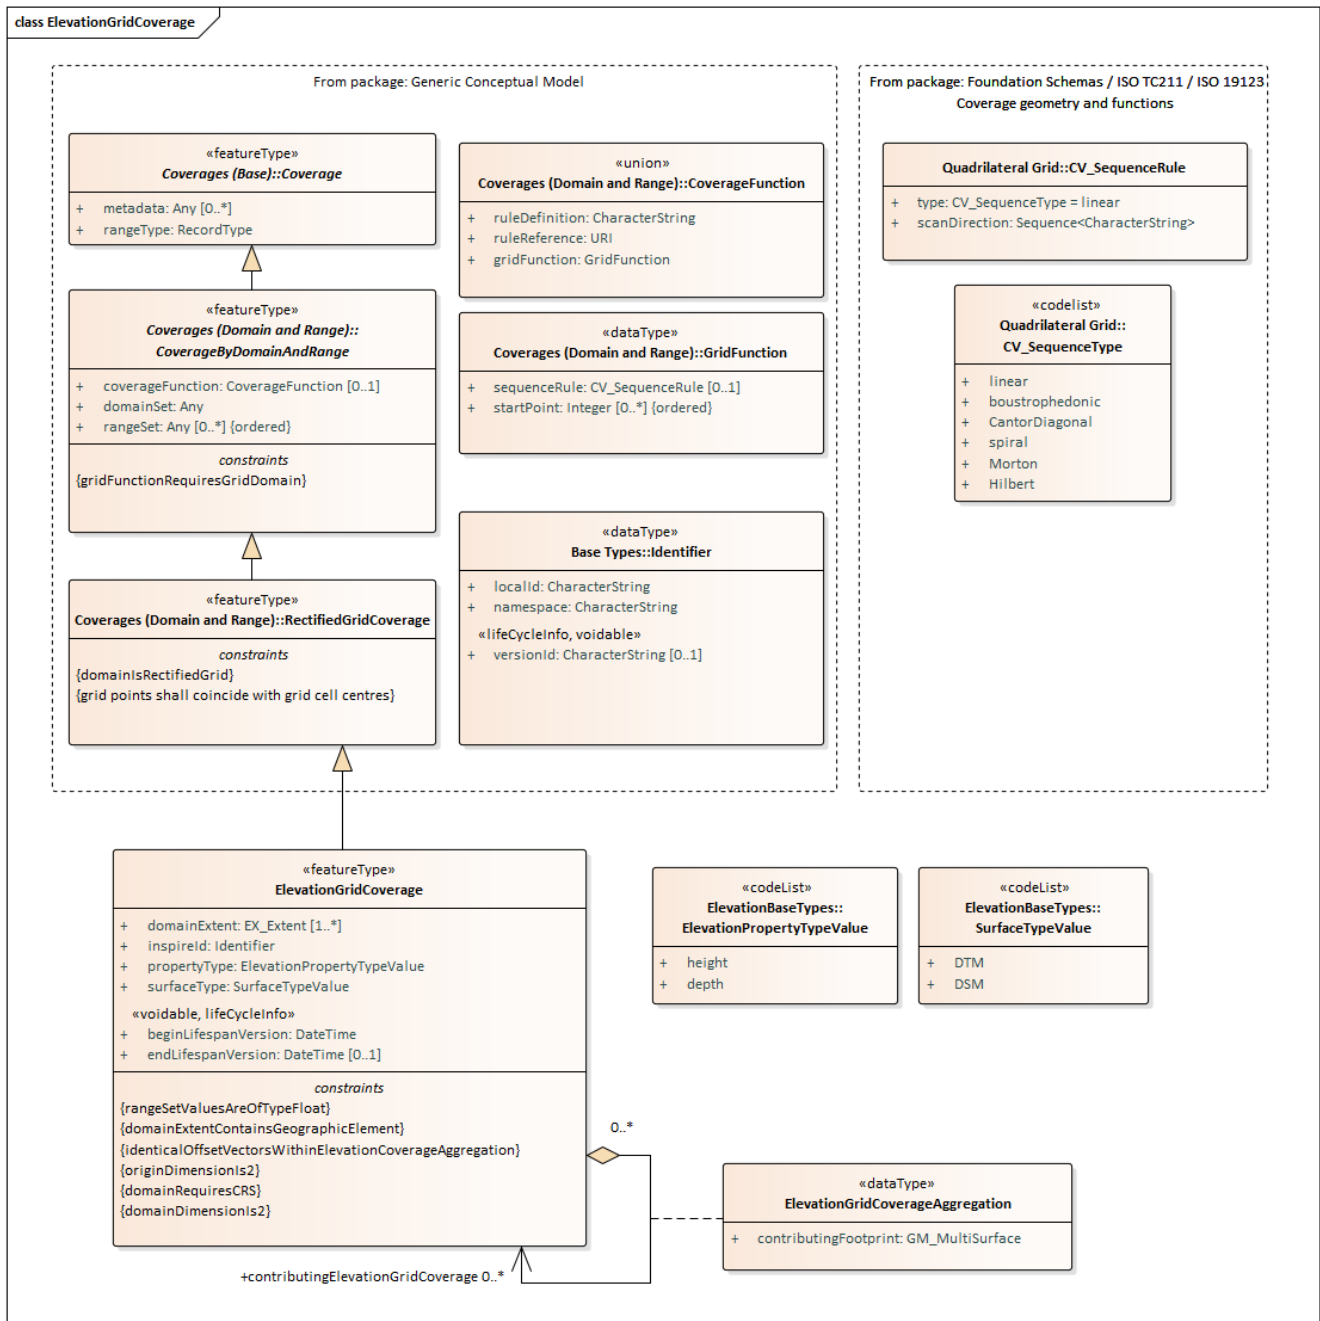 class ElevationGridCoverage
From package: Generic Conceptual Model
«featureType»
Coverages (Base)::Coverage
+ metadata: Any [0..*]
+ rangeType: RecordType
«featureType»
Coverages (Domain and Range)::
CoverageByDomainAndRange
+ coverageFunction: CoverageFunction [0..1]
+ domainSet: Any
+ rangeSet: Any [0..*] {ordered}
constraints
{gridFunctionRequiresGridDomain}
«featureType»
Coverages (Domain and Range)::RectifiedGridCoverage
constraints
{domainIsRectifiedGrid}
{grid points shall coincide with grid cell centres}
«union»
Coverages (Domain and Range)::CoverageFunction
+ ruleDefinition: CharacterString
+ ruleReference: URI
+ gridFunction: GridFunction
«dataType»
Coverages (Domain and Range)::GridFunction
+ sequenceRule: CV_SequenceRule [0..1]
+ startPoint: Integer [0..*] {ordered}
«dataType»
Base Types::Identifier
+ localId: CharacterString
+ namespace: CharacterString
«lifeCycleInfo, voidable»
+ versionId: CharacterString [0..1]
From package: Foundation Schemas / ISO TC211 / ISO 19123
Coverage geometry and functions
Quadrilateral Grid::CV_SequenceRule
+ type: CV_SequenceType = linear
+ scanDirection: Sequence<CharacterString>
«codelist»
Quadrilateral Grid::
CV_SequenceType
+ linear
+ boustrophedonic
+ CantorDiagonal
+ spiral
+ Morton
+ Hilbert
«featureType»
ElevationGridCoverage
+ domainExtent: EX_Extent [1..*]
+ inspireId: Identifier
+ propertyType: ElevationPropertyTypeValue
+ surfaceType: SurfaceTypeValue
«voidable, lifeCycleInfo»
+ beginLifespanVersion: DateTime
+ endLifespanVersion: DateTime [0..1]
constraints
{rangeSetValuesAreOfTypeFloat}
{domainExtentContainsGeographicElement}
{identicalOffsetVectorsWithinElevationCoverageAggregation}
{originDimensionIs2}
{domainRequiresCRS}
{domainDimensionIs2}
«codeList»
ElevationBaseTypes::
ElevationPropertyTypeValue
+ height
+ depth
«codeList»
ElevationBaseTypes::
SurfaceTypeValue
+ DTM
+ DSM
0..*
«dataType»
ElevationGridCoverageAggregation
+ contributingFootprint: GM_MultiSurface
+contributingElevationGridCoverage 0..*